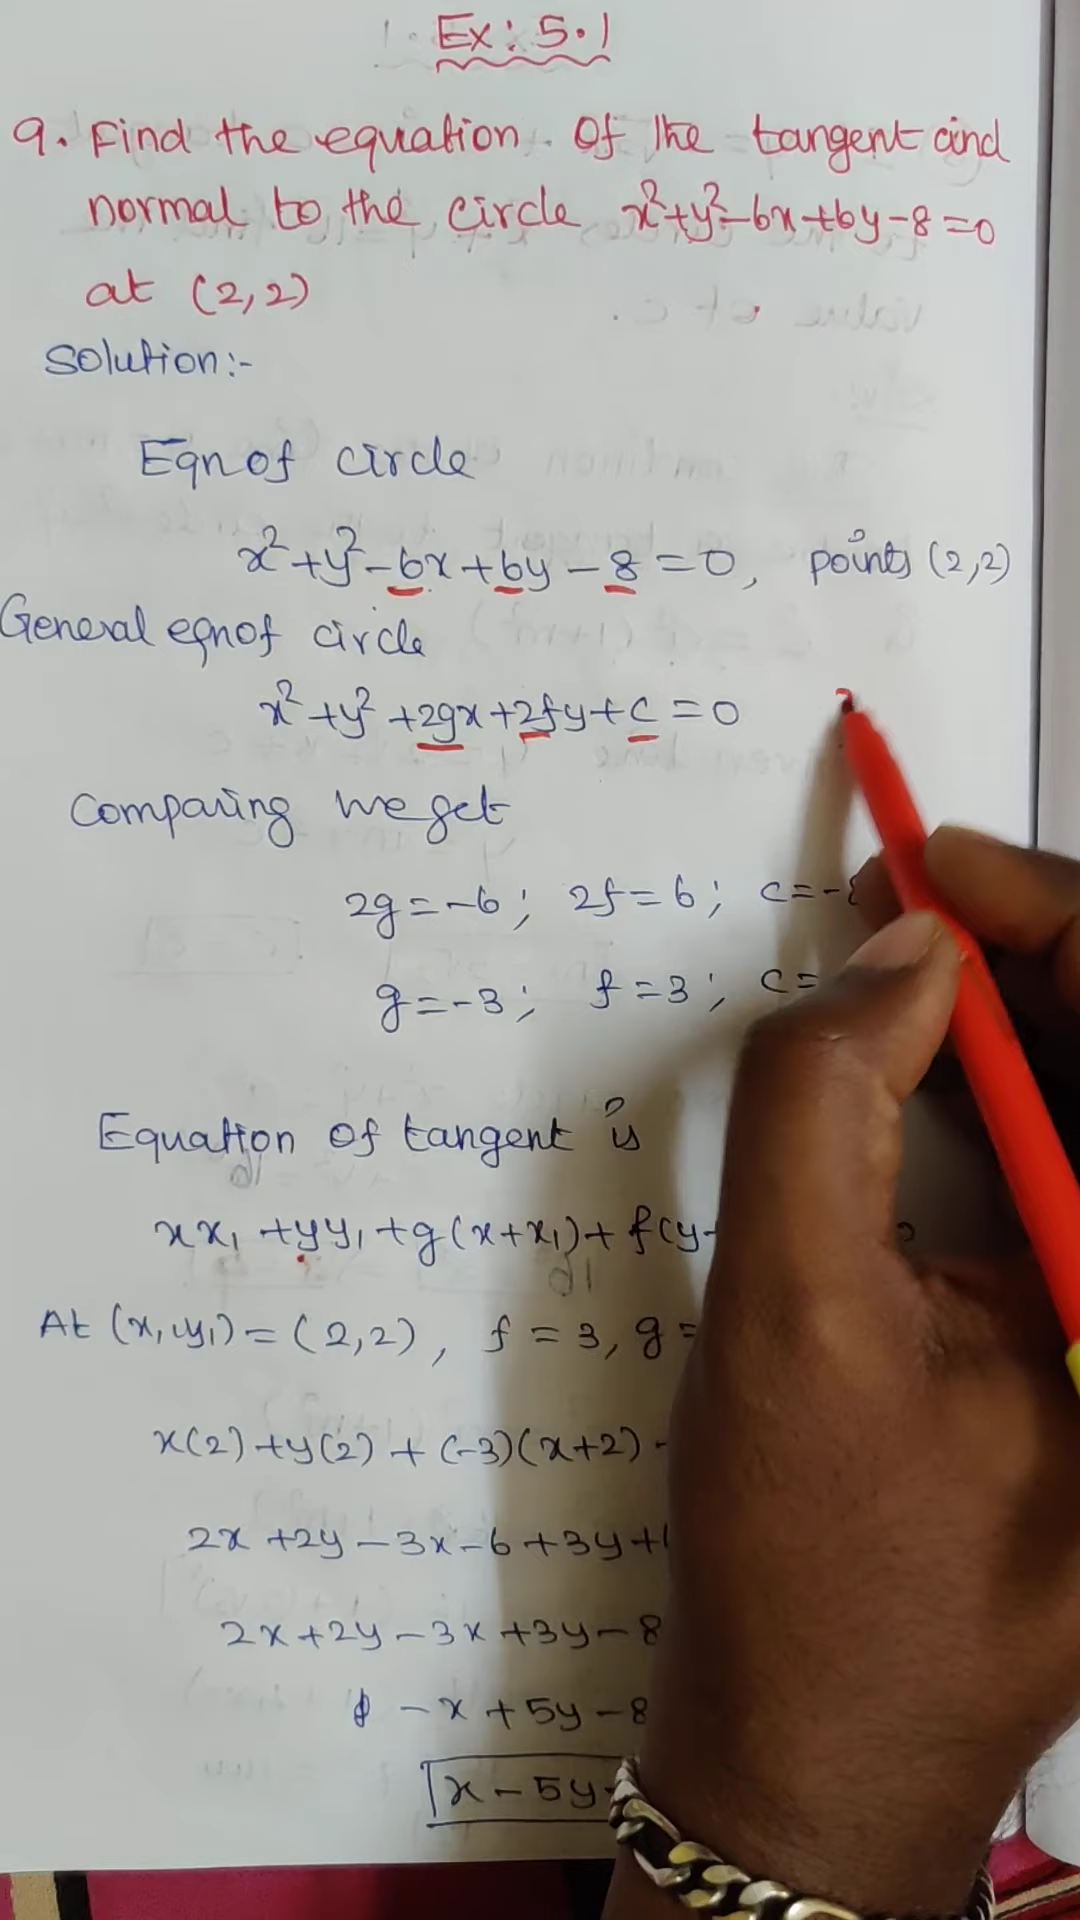 Ex: 5.1
9. Find the equation of the tangent and
normal to the circle x²+y²-6x+6y-8=0
at (2,2)
Solution:-
Eqn of circle
x²+y²-6x+6y-8=0, points (2,2)
General eqn of circle
x²+y²+2gx+2fy+c=0
Comparing we get
2g=-6; 2f=6; c=-8
g=-3; f=3; c=
Equation of tangent is
xx₁+yy₁+g(x+x₁)+f(y+
At (x₁,y₁)=(2,2), f=3, g=
x(2)+y(2)+(-3)(x+2)
2x+2y-3x-6+3y+
2x+2y-3x+3y-8
-x+5y-8
x-5y